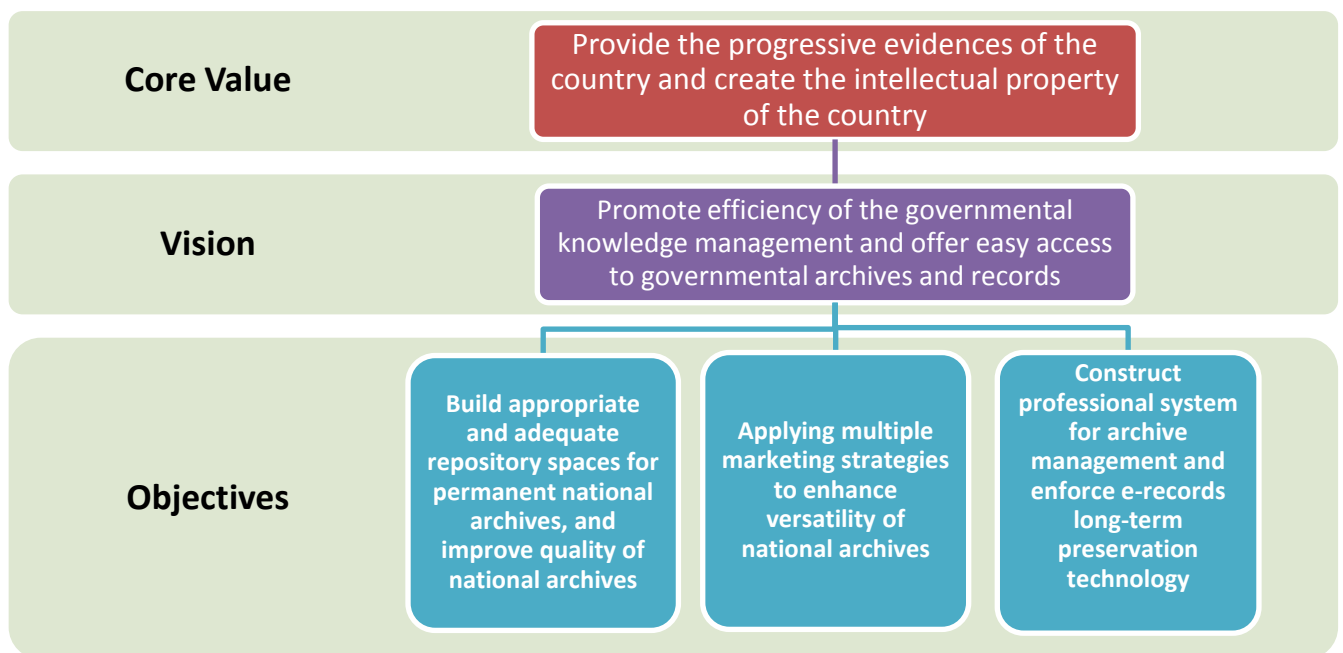 Core Value
Provide the progressive evidences of the
country and create the intellectual property
of the country
Vision
Promote efficiency of the governmental
knowledge management and offer easy access
to governmental archives and records
Objectives
Build appropriate
and adequate
repository spaces for
permanent national
archives, and
improve quality of
national archives
Applying multiple
marketing strategies
to enhance
versatility of
national archives
Construct
professional system
for archive
management and
enforce e-records
long-term
preservation
technology